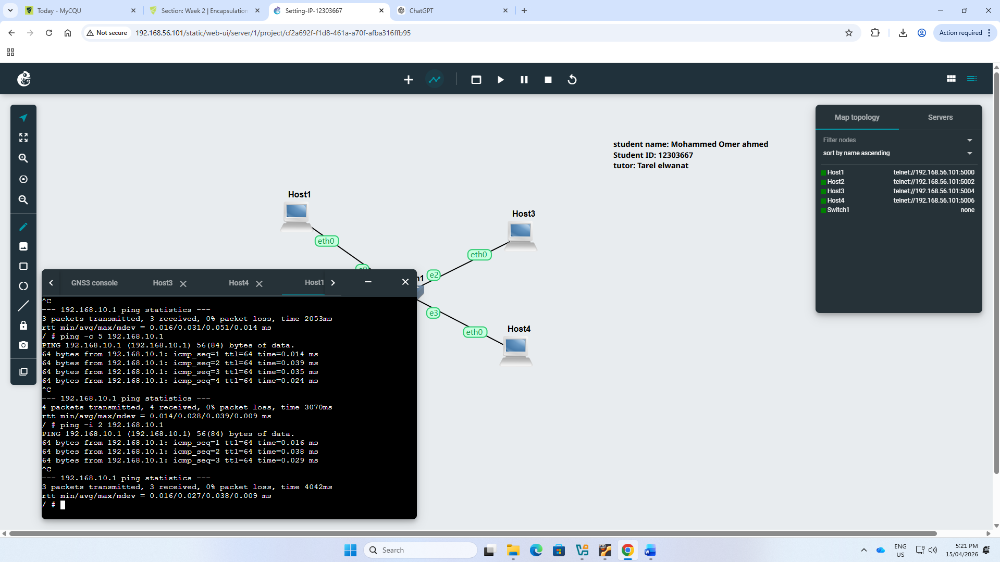 Today - MyCQU
Section: Week 2 | Encapsulation
Setting-IP-12303667
ChatGPT
Not secure
192.168.56.101/static/web-ui/server/1/project/cf2a692f-f1d8-461a-a70f-afba316ffb95
Action required
student name: Mohammed Omer ahmed
Student ID: 12303667
tutor: Tarel elwanat
Map topology
Servers
Filter nodes
sort by name ascending
Host1 telnet://192.168.56.101:5000
Host2 telnet://192.168.56.101:5002
Host3 telnet://192.168.56.101:5004
Host4 telnet://192.168.56.101:5006
Switch1 none
Host1
eth0
e0
Host3
eth0
e2
h1
e3
eth0
Host4
GNS3 console
Host3
Host4
Host1
^C
--- 192.168.10.1 ping statistics ---
3 packets transmitted, 3 received, 0% packet loss, time 2053ms
rtt min/avg/max/mdev = 0.016/0.031/0.051/0.014 ms
/ # ping -c 5 192.168.10.1
PING 192.168.10.1 (192.168.10.1) 56(84) bytes of data.
64 bytes from 192.168.10.1: icmp_seq=1 ttl=64 time=0.014 ms
64 bytes from 192.168.10.1: icmp_seq=2 ttl=64 time=0.039 ms
64 bytes from 192.168.10.1: icmp_seq=3 ttl=64 time=0.035 ms
64 bytes from 192.168.10.1: icmp_seq=4 ttl=64 time=0.024 ms
^C
--- 192.168.10.1 ping statistics ---
4 packets transmitted, 4 received, 0% packet loss, time 3070ms
rtt min/avg/max/mdev = 0.014/0.028/0.039/0.009 ms
/ # ping -i 2 192.168.10.1
PING 192.168.10.1 (192.168.10.1) 56(84) bytes of data.
64 bytes from 192.168.10.1: icmp_seq=1 ttl=64 time=0.016 ms
64 bytes from 192.168.10.1: icmp_seq=2 ttl=64 time=0.038 ms
64 bytes from 192.168.10.1: icmp_seq=3 ttl=64 time=0.029 ms
^C
--- 192.168.10.1 ping statistics ---
3 packets transmitted, 3 received, 0% packet loss, time 4042ms
rtt min/avg/max/mdev = 0.016/0.027/0.038/0.009 ms
/ #
Search
ENG
US
5:21 PM
15/04/2026